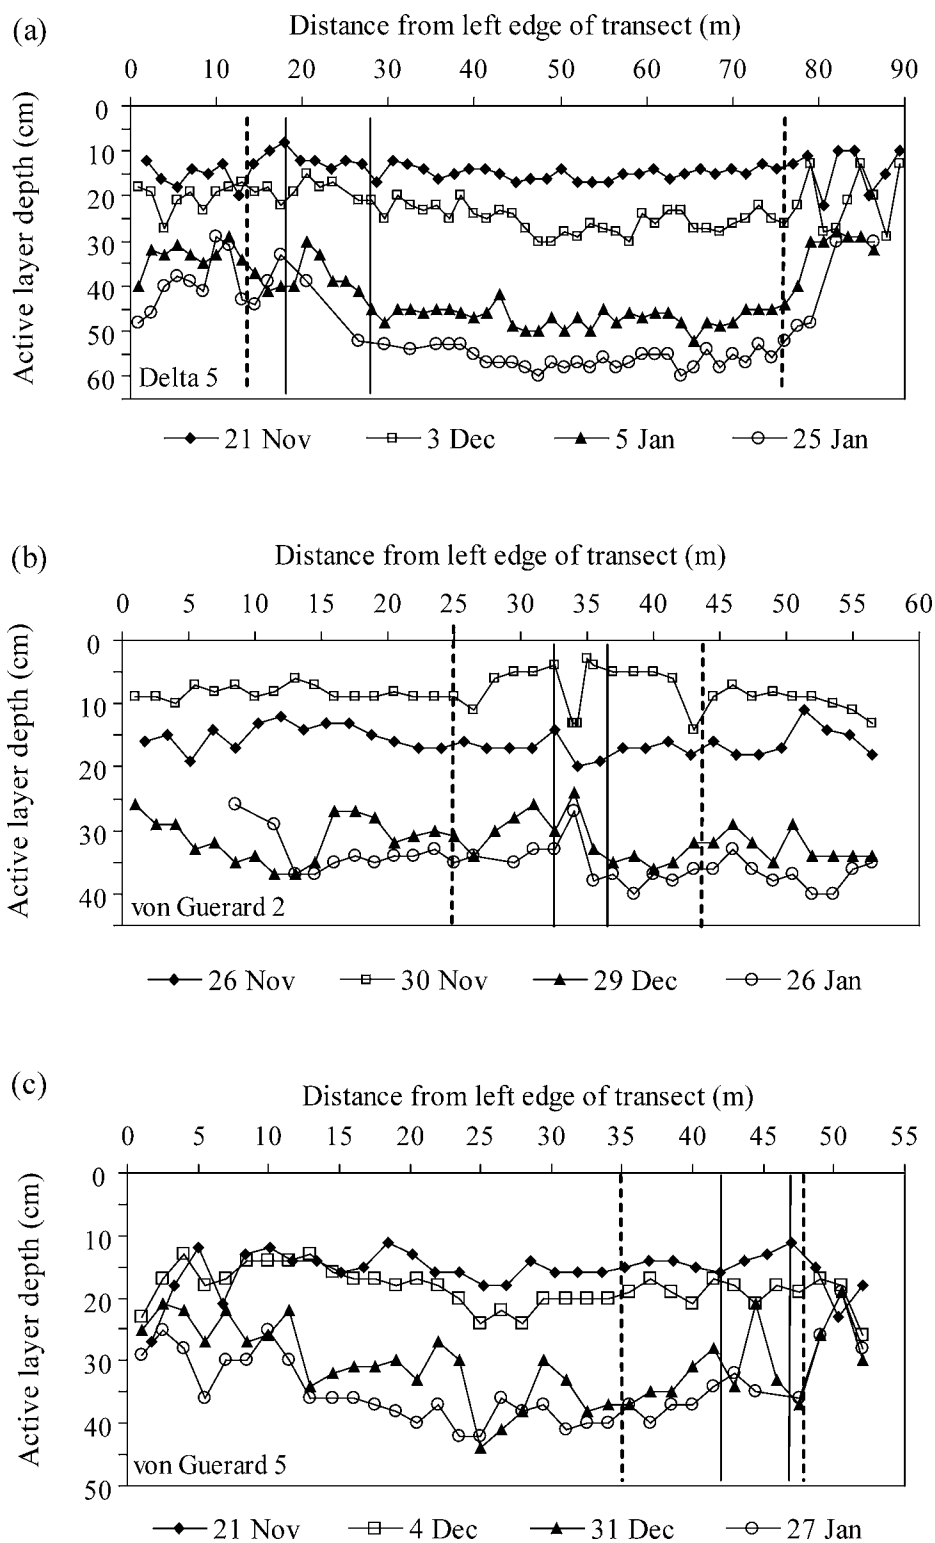 (a)
Distance from left edge of transect (m)
0 10 20 30 40 50 60 70 80 90
Active layer depth (cm)
0
10
20
30
40
50
60
Delta 5
21 Nov 3 Dec 5 Jan 25 Jan
(b)
Distance from left edge of transect (m)
0 5 10 15 20 25 30 35 40 45 50 55 60
Active layer depth (cm)
0
10
20
30
40
von Guerard 2
26 Nov 30 Nov 29 Dec 26 Jan
(c)
Distance from left edge of transect (m)
0 5 10 15 20 25 30 35 40 45 50 55
Active layer depth (cm)
0
10
20
30
40
50
von Guerard 5
21 Nov 4 Dec 31 Dec 27 Jan